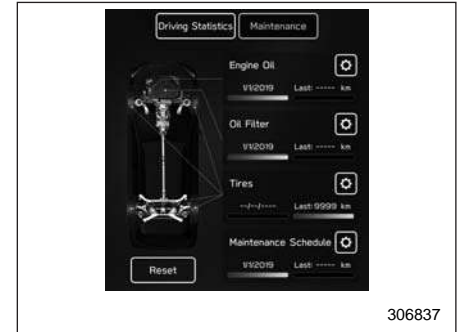 Driving Statistics
Maintenance
Engine Oil
1/1/2019 Last: ----- km
Oil Filter
1/1/2019 Last: ----- km
Tires
--/--/---- Last: 9999 km
Maintenance Schedule
1/1/2019 Last: ----- km
Reset
306837